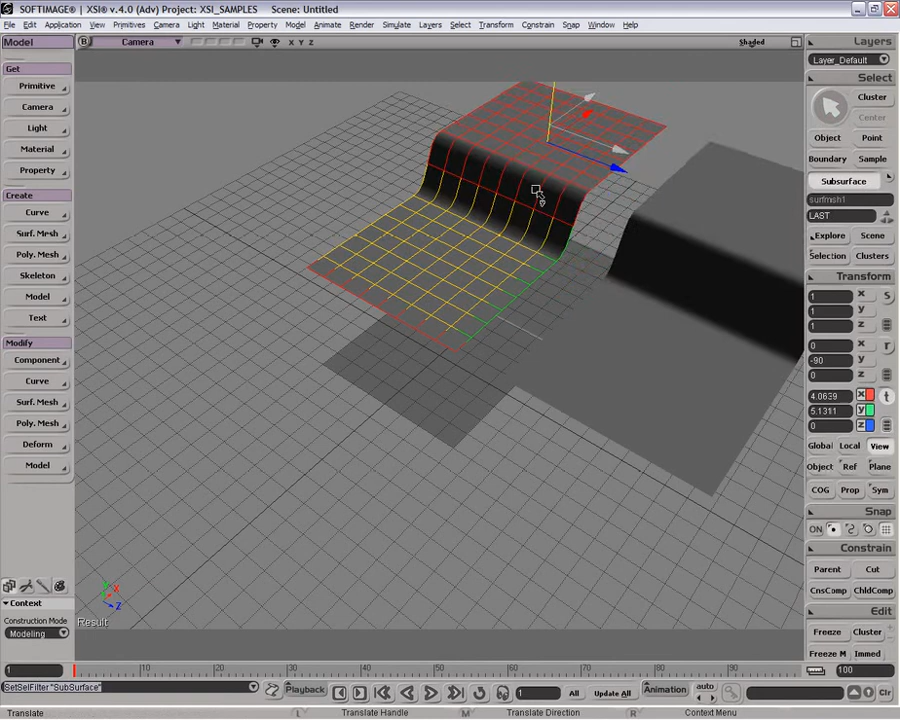 SOFTIMAGE® | XSI® v.4.0 (Adv) Project: XSI_SAMPLES    Scene: Untitled
File Edit View Primitives Material Property Model Animate Render Simulate Layers Select Transform Constrain Snap Window Help
Model
B Camera X Y Z Shaded
Layers
Layer_Default
Get
Primitive
Camera
Light
Material
Property
Create
Curve
Surf. Mesh
Poly. Mesh
Skeleton
Model
Text
Modify
Component
Curve
Surf. Mesh
Poly. Mesh
Deform
Model
Context
Construction Mode
Modeling
Select
Cluster
Center
Object Point
Boundary Sample
Subsurface
surfmsh1
LAST
Explore Scene
Selection Clusters
Transform
1 x s
1 y
1 z
0 x r
-90 y
0 z
4.0639 x t
5.1311 y
0 z
Global Local View
Object Ref Plane
COG Prop Sym
Snap
ON
Constrain
Parent Cut
CnsComp ChldComp
Edit
Freeze Cluster
Freeze M Immed
X Y Z
Result
1 10 20 30 40 50 60 70 80 90 100
SetSelFilter "SubSurface" Playback 1 All Update All Animation auto Clr
Translate L Translate Handle M Translate Direction R Context Menu